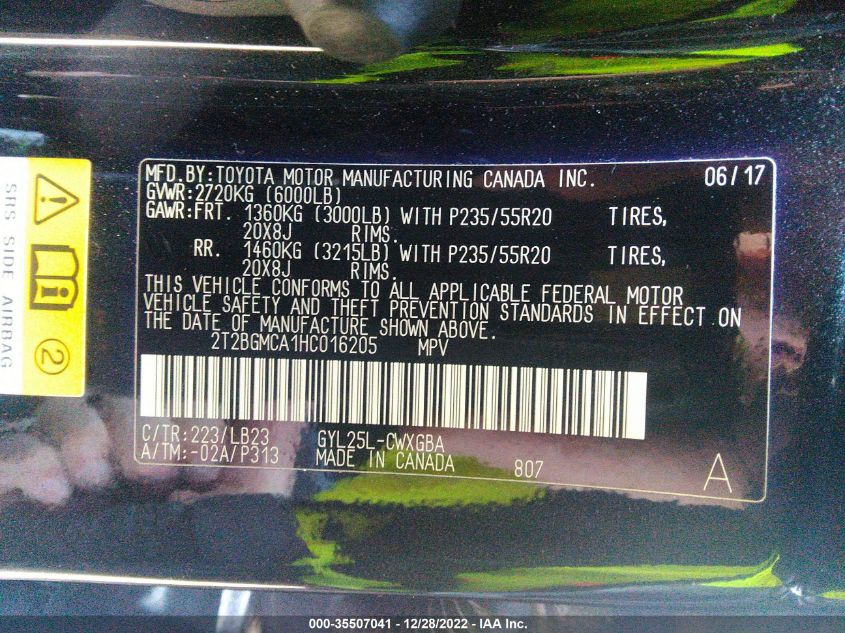 MFD.BY:TOYOTA MOTOR MANUFACTURING CANADA INC. 06/17
GVWR:2720KG (6000LB)
GAWR:FRT. 1360KG (3000LB) WITH P235/55R20 TIRES,
20X8J RIMS.
RR. 1460KG (3215LB) WITH P235/55R20 TIRES,
20X8J RIMS.
THIS VEHICLE CONFORMS TO ALL APPLICABLE FEDERAL MOTOR
VEHICLE SAFETY AND THEFT PREVENTION STANDARDS IN EFFECT ON
THE DATE OF MANUFACTURE SHOWN ABOVE.
2T2BGMCA1HC016205 MPV
C/TR:223/LB23 GYL25L-CWXGBA
A/TM:-02A/P313 MADE IN CANADA 807 A
SRS SIDE AIRBAG
2
000-35507041 - 12/28/2022 - IAA Inc.